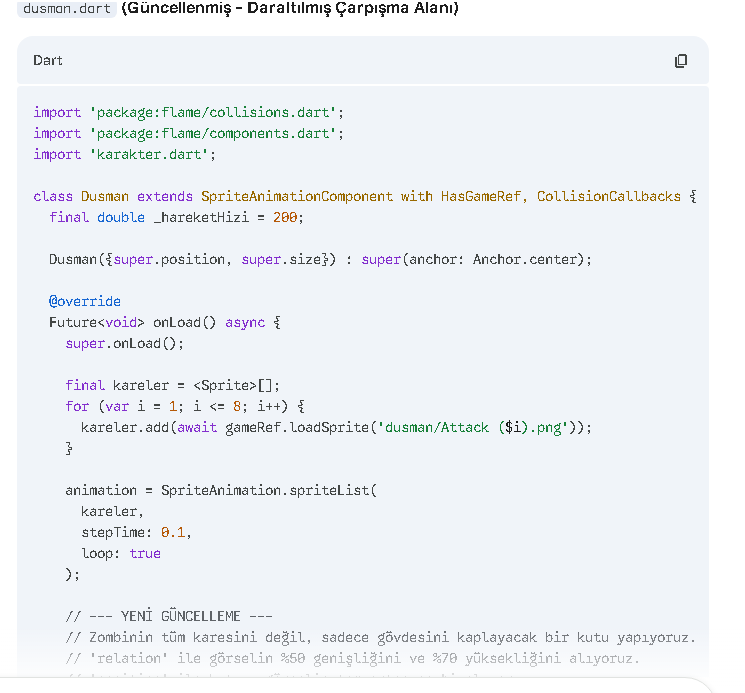 dusman.dart (Güncellenmiş - Daraltılmış Çarpışma Alanı)
Dart
import 'package:flame/collisions.dart';
import 'package:flame/components.dart';
import 'karakter.dart';
class Dusman extends SpriteAnimationComponent with HasGameRef, CollisionCallbacks {
final double _hareketHizi = 200;
Dusman({super.position, super.size}) : super(anchor: Anchor.center);
@override
Future<void> onLoad() async {
super.onLoad();
final kareler = <Sprite>[];
for (var i = 1; i <= 8; i++) {
kareler.add(await gameRef.loadSprite('dusman/Attack ($i).png'));
}
animation = SpriteAnimation.spriteList(
kareler,
stepTime: 0.1,
loop: true
);
// --- YENİ GÜNCELLEME ---
// Zombinin tüm karesini değil, sadece gövdesini kaplayacak bir kutu yapıyoruz.
// 'relation' ile görselin %50 genişliğini ve %70 yüksekliğini alıyoruz.